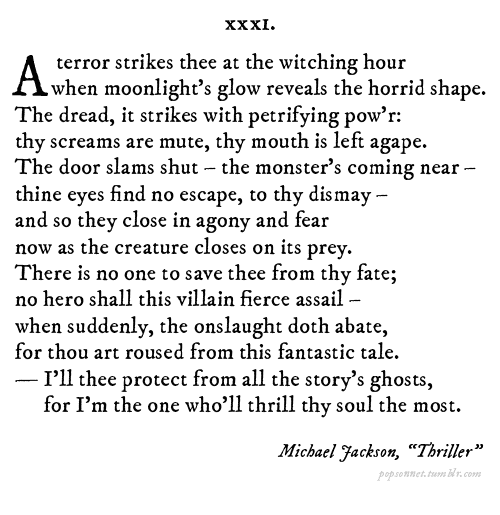 XXXI.
A terror strikes thee at the witching hour
when moonlight's glow reveals the horrid shape.
The dread, it strikes with petrifying pow'r:
thy screams are mute, thy mouth is left agape.
The door slams shut – the monster's coming near –
thine eyes find no escape, to thy dismay –
and so they close in agony and fear
now as the creature closes on its prey.
There is no one to save thee from thy fate;
no hero shall this villain fierce assail –
when suddenly, the onslaught doth abate,
for thou art roused from this fantastic tale.
— I'll thee protect from all the story's ghosts,
for I'm the one who'll thrill thy soul the most.
Michael Jackson, "Thriller"
popsonnet.tumblr.com